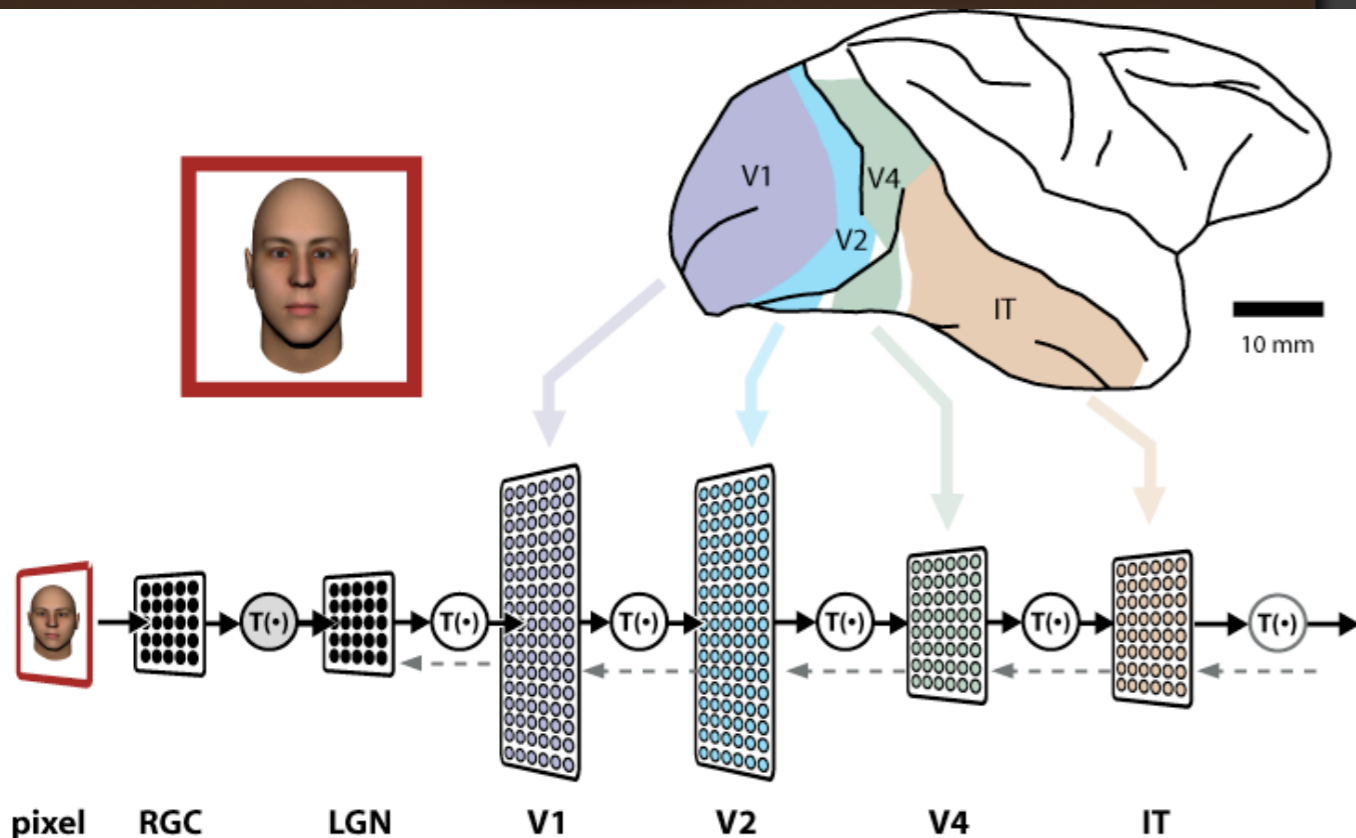 V1
V4
V2
IT
10 mm
T(•) T(•) T(•) T(•) T(•) T(•)
pixel RGC LGN V1 V2 V4 IT